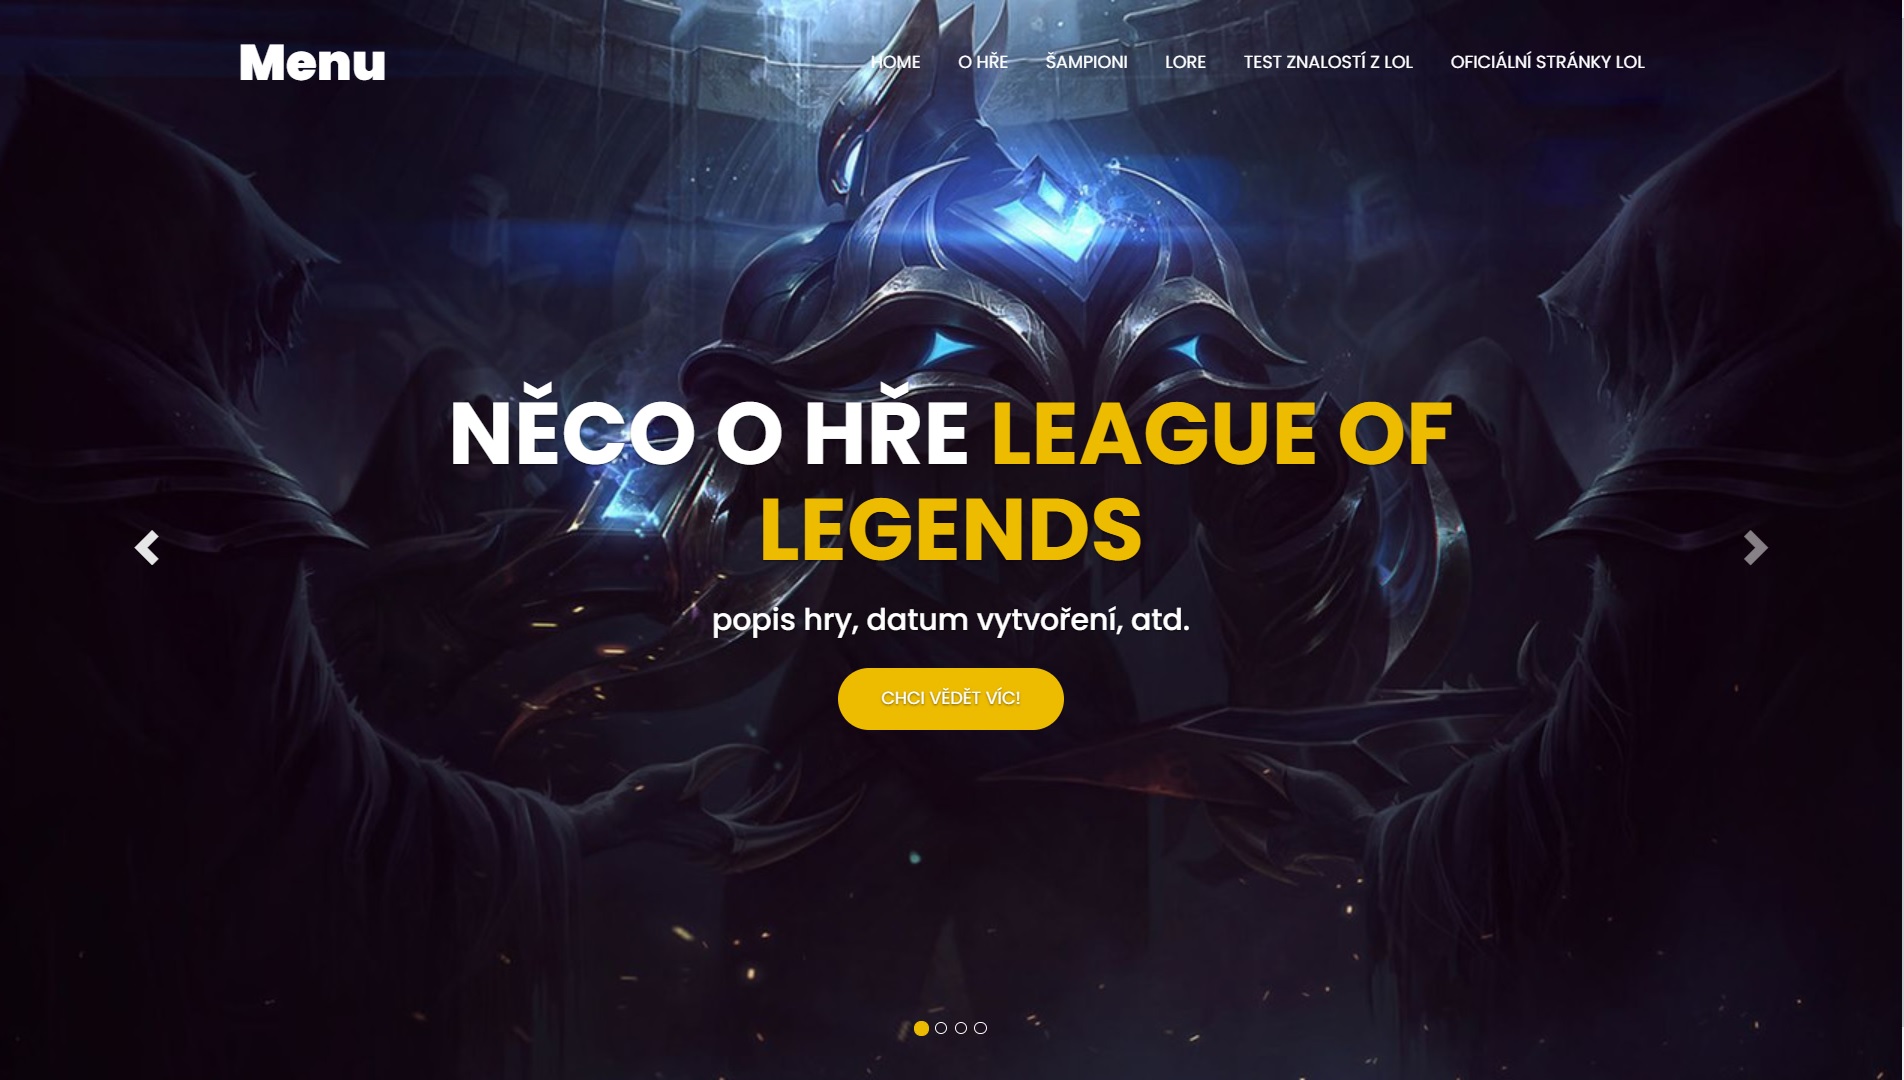 Menu
HOME O HŘE ŠAMPIONI LORE TEST ZNALOSTÍ Z LOL OFICIÁLNÍ STRÁNKY LOL
NĚCO O HŘE LEAGUE OF
LEGENDS
popis hry, datum vytvoření, atd.
CHCI VĚDĚT VÍC!